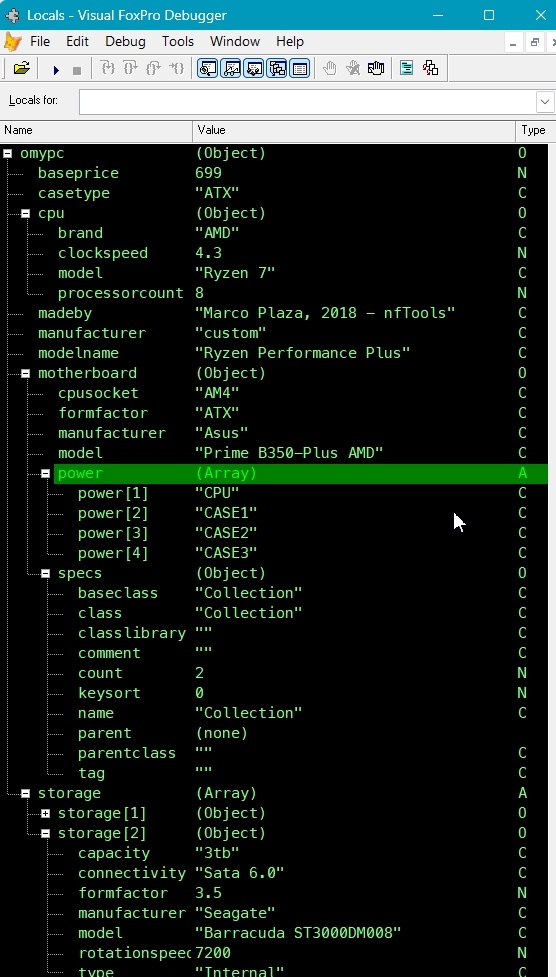 Locals - Visual FoxPro Debugger
File Edit Debug Tools Window Help
Locals for:
Name Value Type
omypc (Object) O
baseprice 699 N
casetype "ATX" C
cpu (Object) O
brand "AMD" C
clockspeed 4.3 N
model "Ryzen 7" C
processorcount 8 N
madeby "Marco Plaza, 2018 – nfTools" C
manufacturer "custom" C
modelname "Ryzen Performance Plus" C
motherboard (Object) O
cpusocket "AM4" C
formfactor "ATX" C
manufacturer "Asus" C
model "Prime B350-Plus AMD" C
power (Array) A
power[1] "CPU" C
power[2] "CASE1" C
power[3] "CASE2" C
power[4] "CASE3" C
specs (Object) O
baseclass "Collection" C
class "Collection" C
classlibrary "" C
comment "" C
count 2 N
keysort 0 N
name "Collection" C
parent (none)
parentclass "" C
tag "" C
storage (Array) A
storage[1] (Object) O
storage[2] (Object) O
capacity "3tb" C
connectivity "Sata 6.0" C
formfactor 3.5 N
manufacturer "Seagate" C
model "Barracuda ST3000DM008" C
rotationspeed 7200 N
type "Internal" C